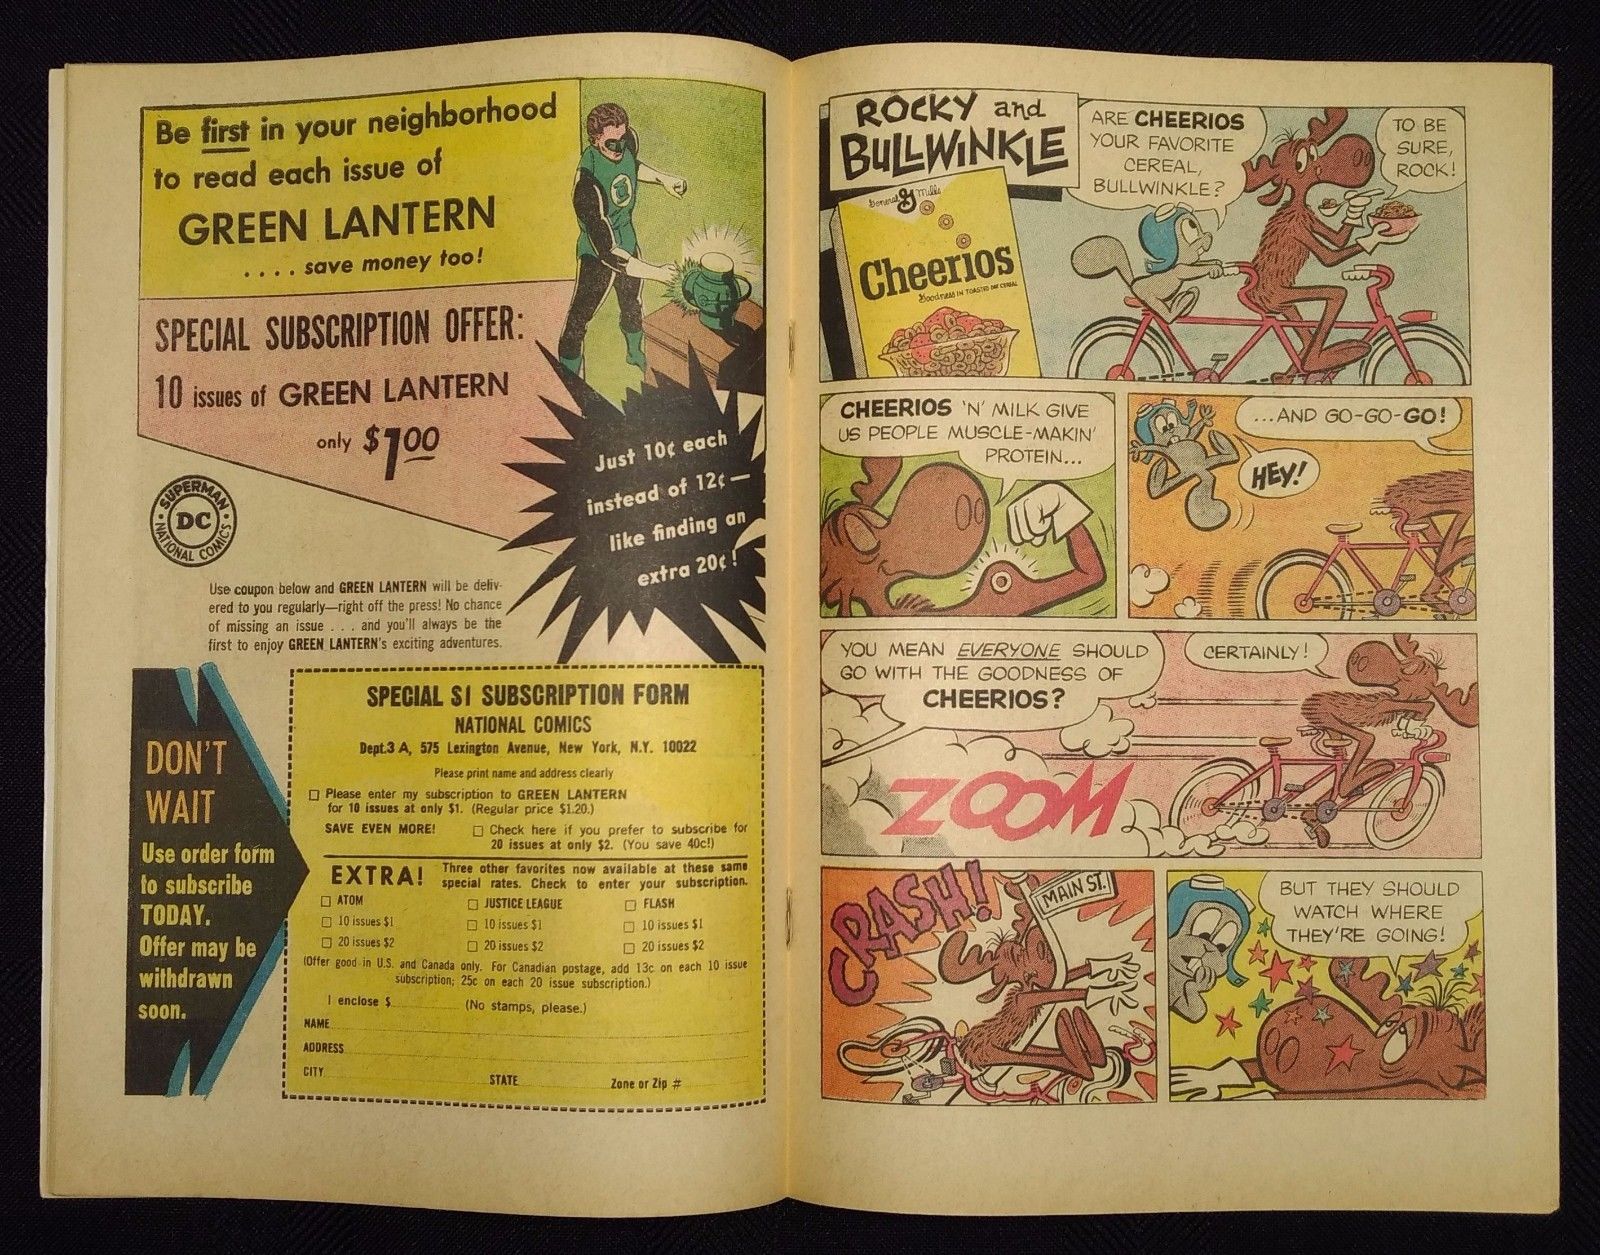 Be first in your neighborhood
to read each issue of
GREEN LANTERN
. . . . save money too!
SPECIAL SUBSCRIPTION OFFER:
10 issues of GREEN LANTERN
only $1.00
Just 10¢ each
instead of 12¢—
like finding an
extra 20¢!
SUPERMAN
DC
NATIONAL COMICS
Use coupon below and GREEN LANTERN will be deliv-
ered to you regularly—right off the press! No chance
of missing an issue . . . and you'll always be the
first to enjoy GREEN LANTERN's exciting adventures.
DON'T
WAIT
Use order form
to subscribe
TODAY.
Offer may be
withdrawn
soon.
SPECIAL $1 SUBSCRIPTION FORM
NATIONAL COMICS
Dept.3 A, 575 Lexington Avenue, New York, N.Y. 10022
Please print name and address clearly
Please enter my subscription to GREEN LANTERN
for 10 issues at only $1. (Regular price $1.20.)
SAVE EVEN MORE! Check here if you prefer to subscribe for
20 issues at only $2. (You save 40c!)
EXTRA! Three other favorites now available at these same
special rates. Check to enter your subscription.
ATOM JUSTICE LEAGUE FLASH
10 issues $1 10 issues $1 10 issues $1
20 issues $2 20 issues $2 20 issues $2
(Offer good in U.S. and Canada only. For Canadian postage, add 13c on each 10 issue
subscription; 25c on each 20 issue subscription.)
I enclose $ (No stamps, please.)
NAME
ADDRESS
CITY STATE Zone or Zip #
ROCKY and
BULLWINKLE
General G Mills
Cheerios
Goodness IN TOASTED OAT CEREAL
ARE CHEERIOS
YOUR FAVORITE
CEREAL,
BULLWINKLE?
TO BE
SURE,
ROCK!
CHEERIOS 'N' MILK GIVE
US PEOPLE MUSCLE-MAKIN'
PROTEIN...
...AND GO-GO-GO!
HEY!
YOU MEAN EVERYONE SHOULD
GO WITH THE GOODNESS OF
CHEERIOS?
CERTAINLY!
ZOOM
CRASH!
MAIN ST.
BUT THEY SHOULD
WATCH WHERE
THEY'RE GOING!